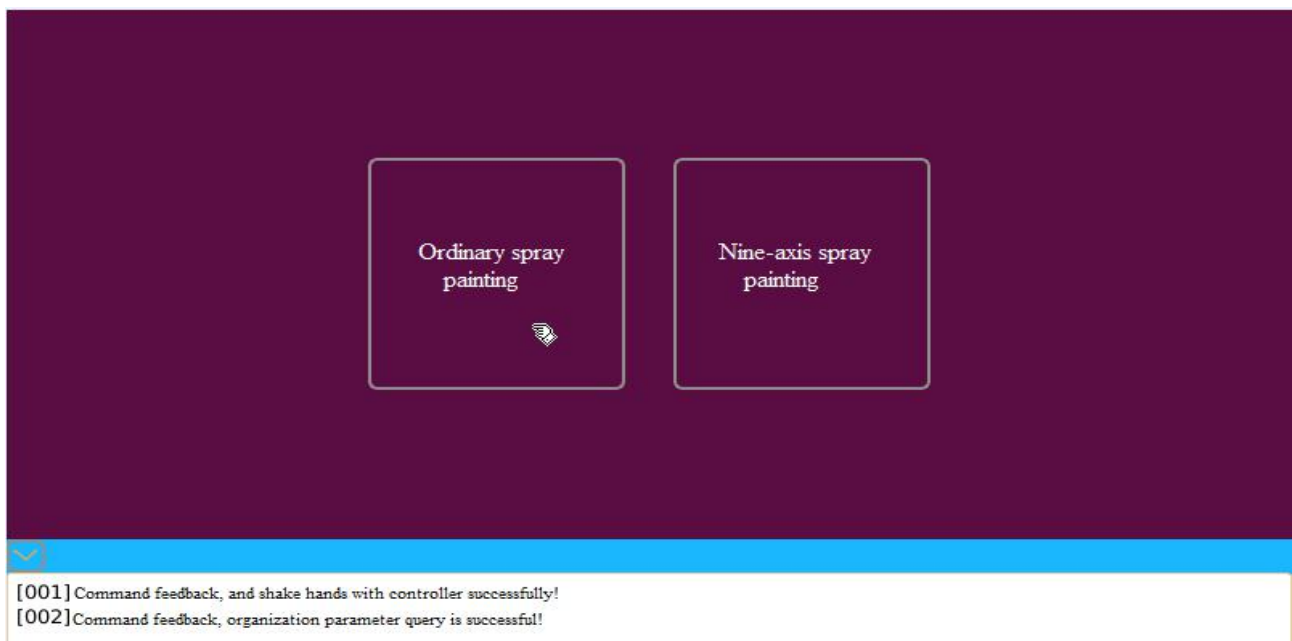 Ordinary spray
painting
Nine-axis spray
painting
[001] Command feedback, and shake hands with controller successfully!
[002] Command feedback, organization parameter query is successful!